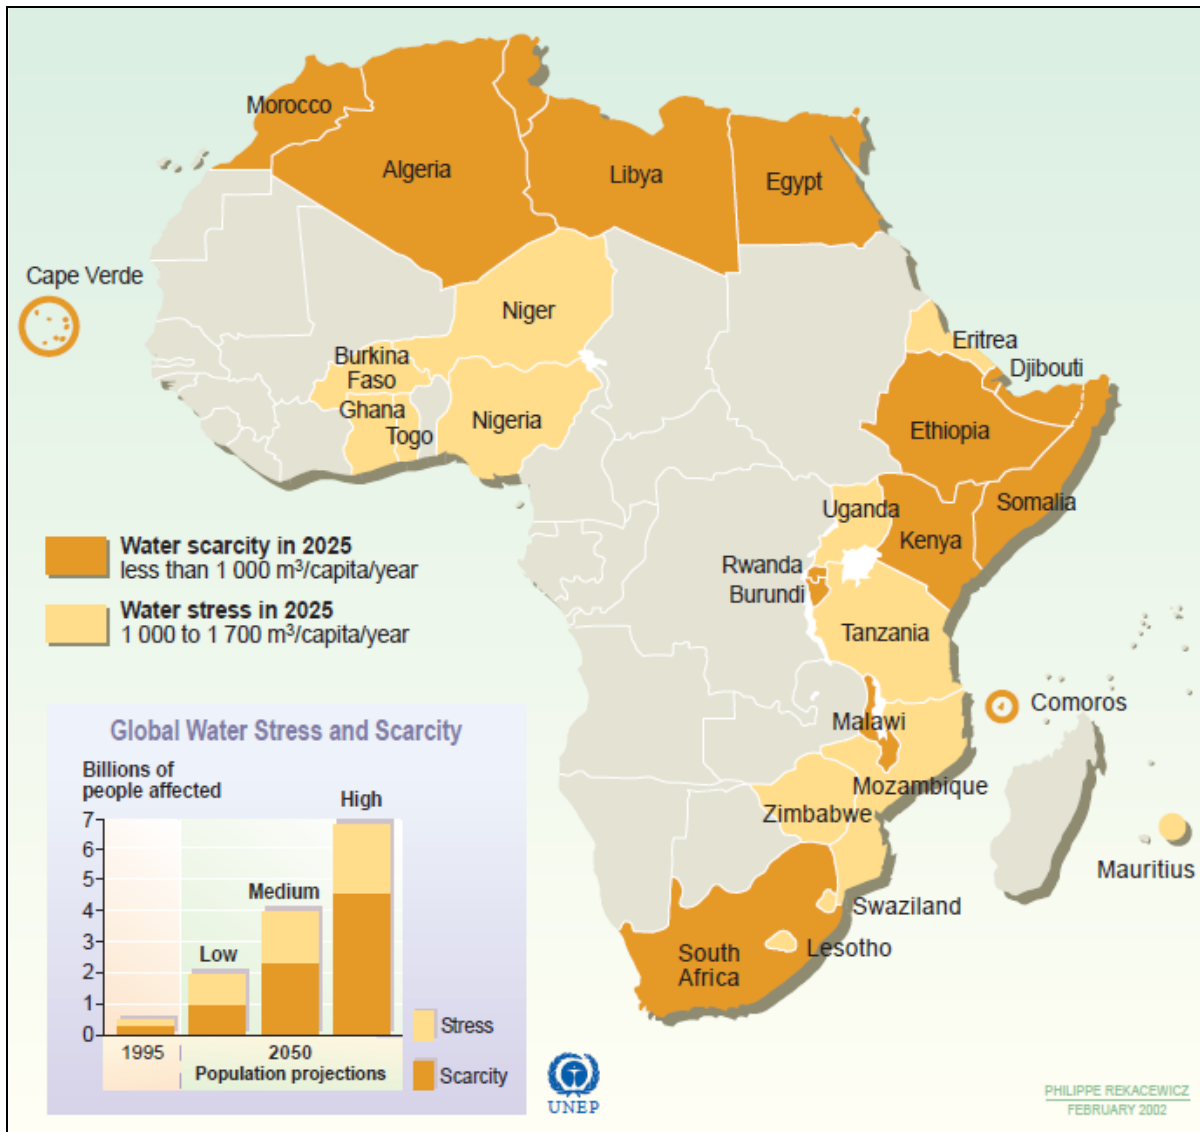 Morocco
Algeria
Libya
Egypt
Cape Verde
Niger
Burkina
Faso
Ghana
Togo
Nigeria
Eritrea
Djibouti
Ethiopia
Somalia
Uganda
Kenya
Rwanda
Burundi
Tanzania
Malawi
Comoros
Mozambique
Zimbabwe
Mauritius
Swaziland
Lesotho
South
Africa
Water scarcity in 2025
less than 1 000 m³/capita/year
Water stress in 2025
1 000 to 1 700 m³/capita/year
Global Water Stress and Scarcity
Billions of
people affected
7
6
5
4
3
2
1
0
Low
Medium
High
1995
2050
Population projections
Stress
Scarcity
UNEP
PHILIPPE REKACEWICZ
FEBRUARY 2002